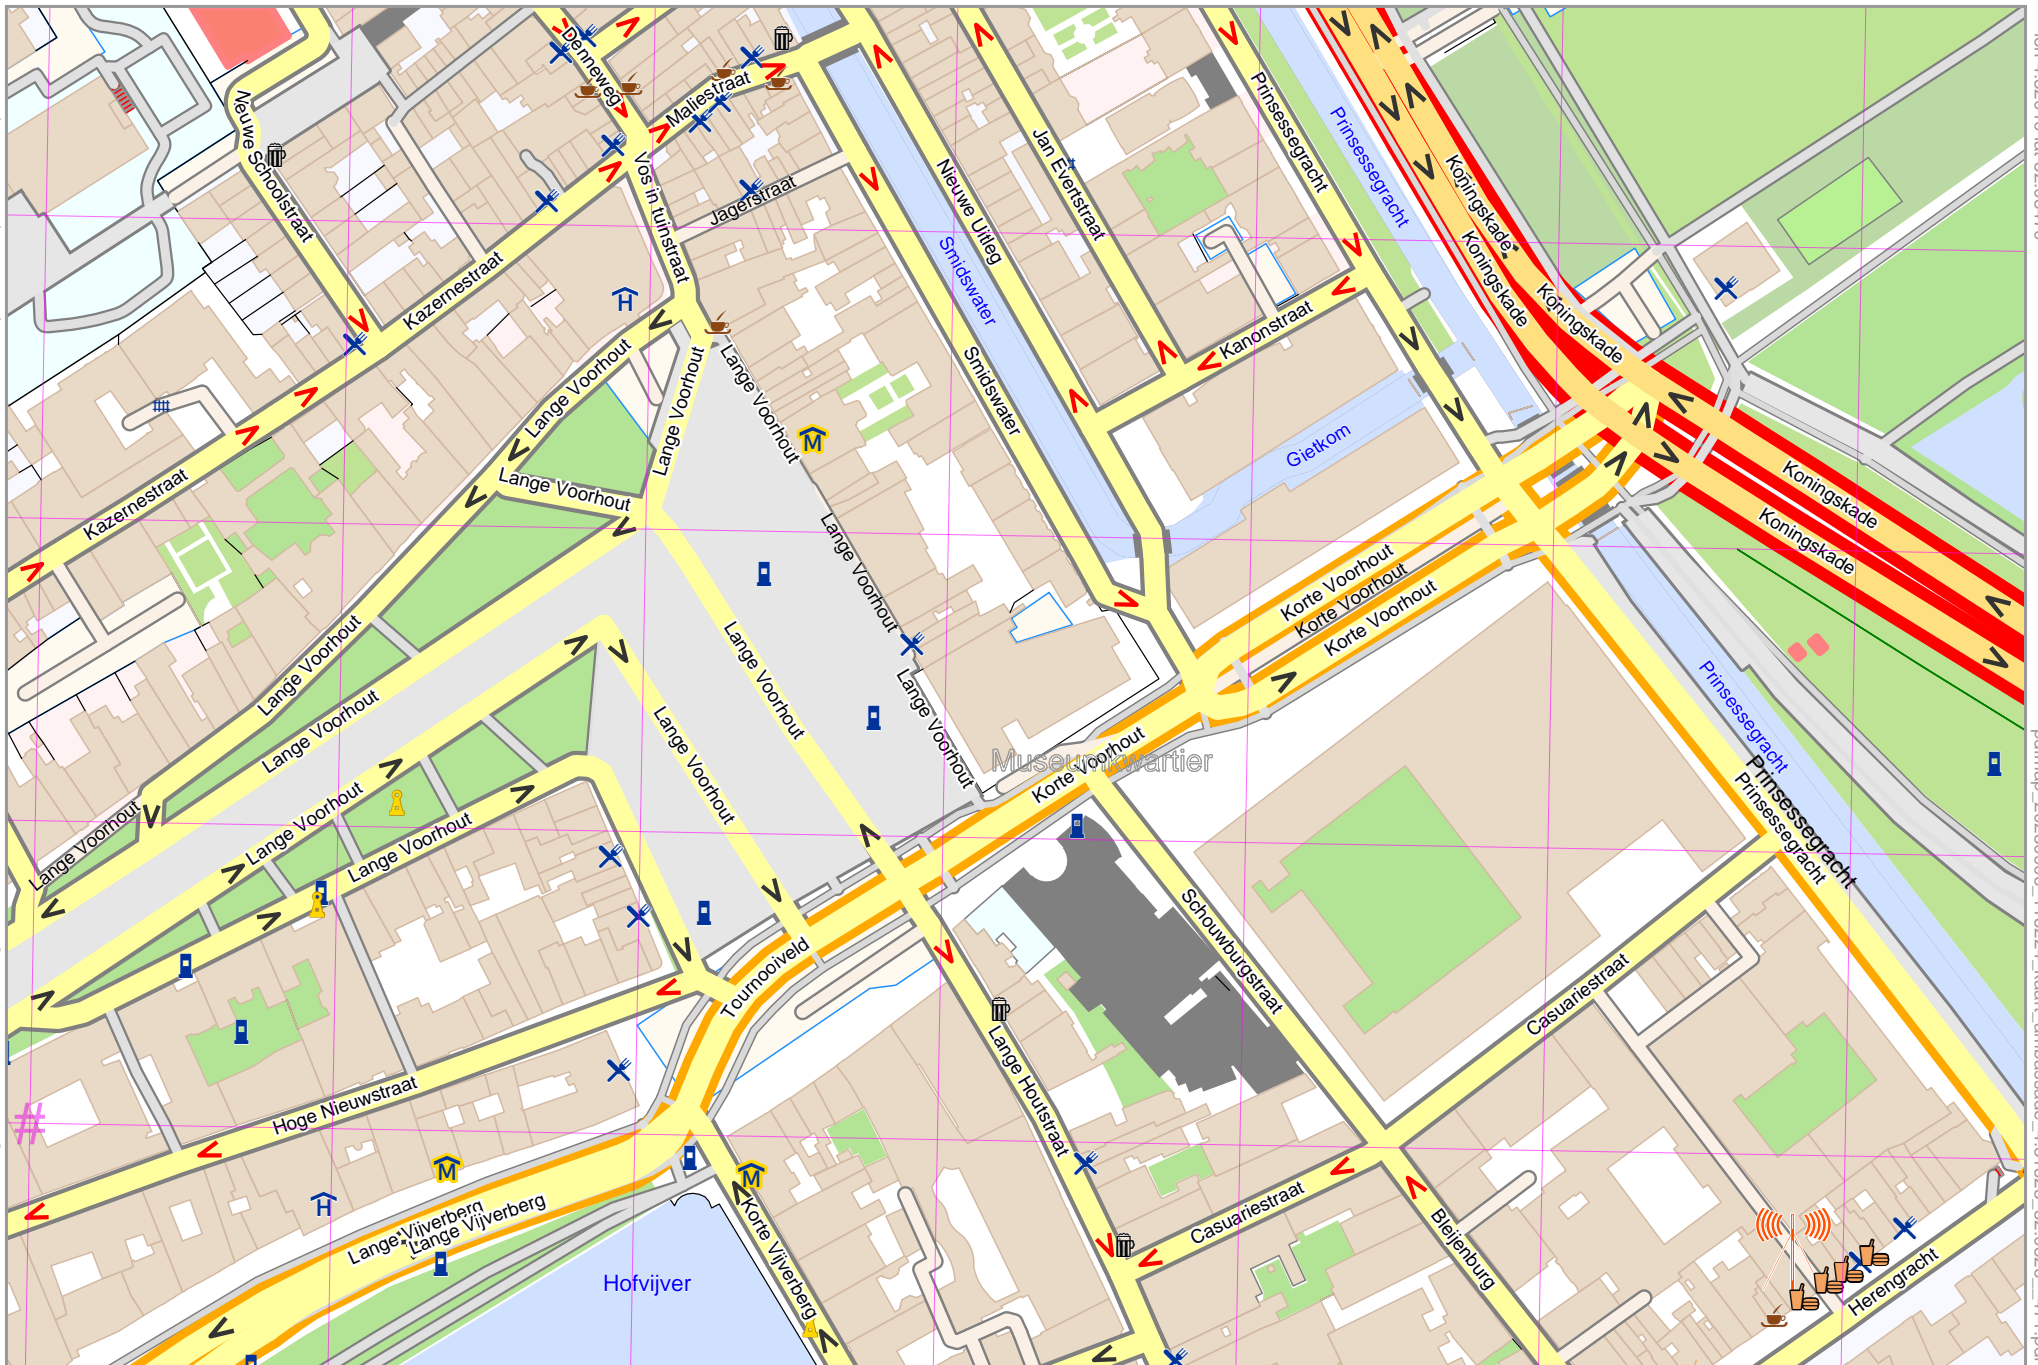 Denneweg
Maliestraat
Nieuwe Schoolstraat
Vos in tuinstraat
Jagerstraat
Kazernestraat
Nieuwe Uitleg
Jan Evertstraat
Prinsessegracht
Prinsessegracht
Koningskade
Koningskade
Koningskade
Smidswater
Smidswater
Kanonstraat
Gietkom
Lange Voorhout
Lange Voorhout
Lange Voorhout
Lange Voorhout
Kazernestraat
Koningskade
Koningskade
Lange Voorhout
Korte Voorhout
Korte Voorhout
Korte Voorhout
Lange Voorhout
Lange Voorhout
Lange Voorhout
Lange Voorhout
Lange Voorhout
Prinsessegracht
Museumkwartier
Korte Voorhout
Prinsessegracht
Prinsessegracht
Lange Voorhout
Lange Voorhout
Lange Voorhout
Tournooiveld
Schouwburgstraat
Casuariestraat
Lange Houtstraat
Hoge Nieuwstraat
#
Lange Vijverberg
Lange Vijverberg
Korte Vijverberg
Casuariestraat
Bleijenburg
Hofvijver
Herengracht
H
M
M
M
H